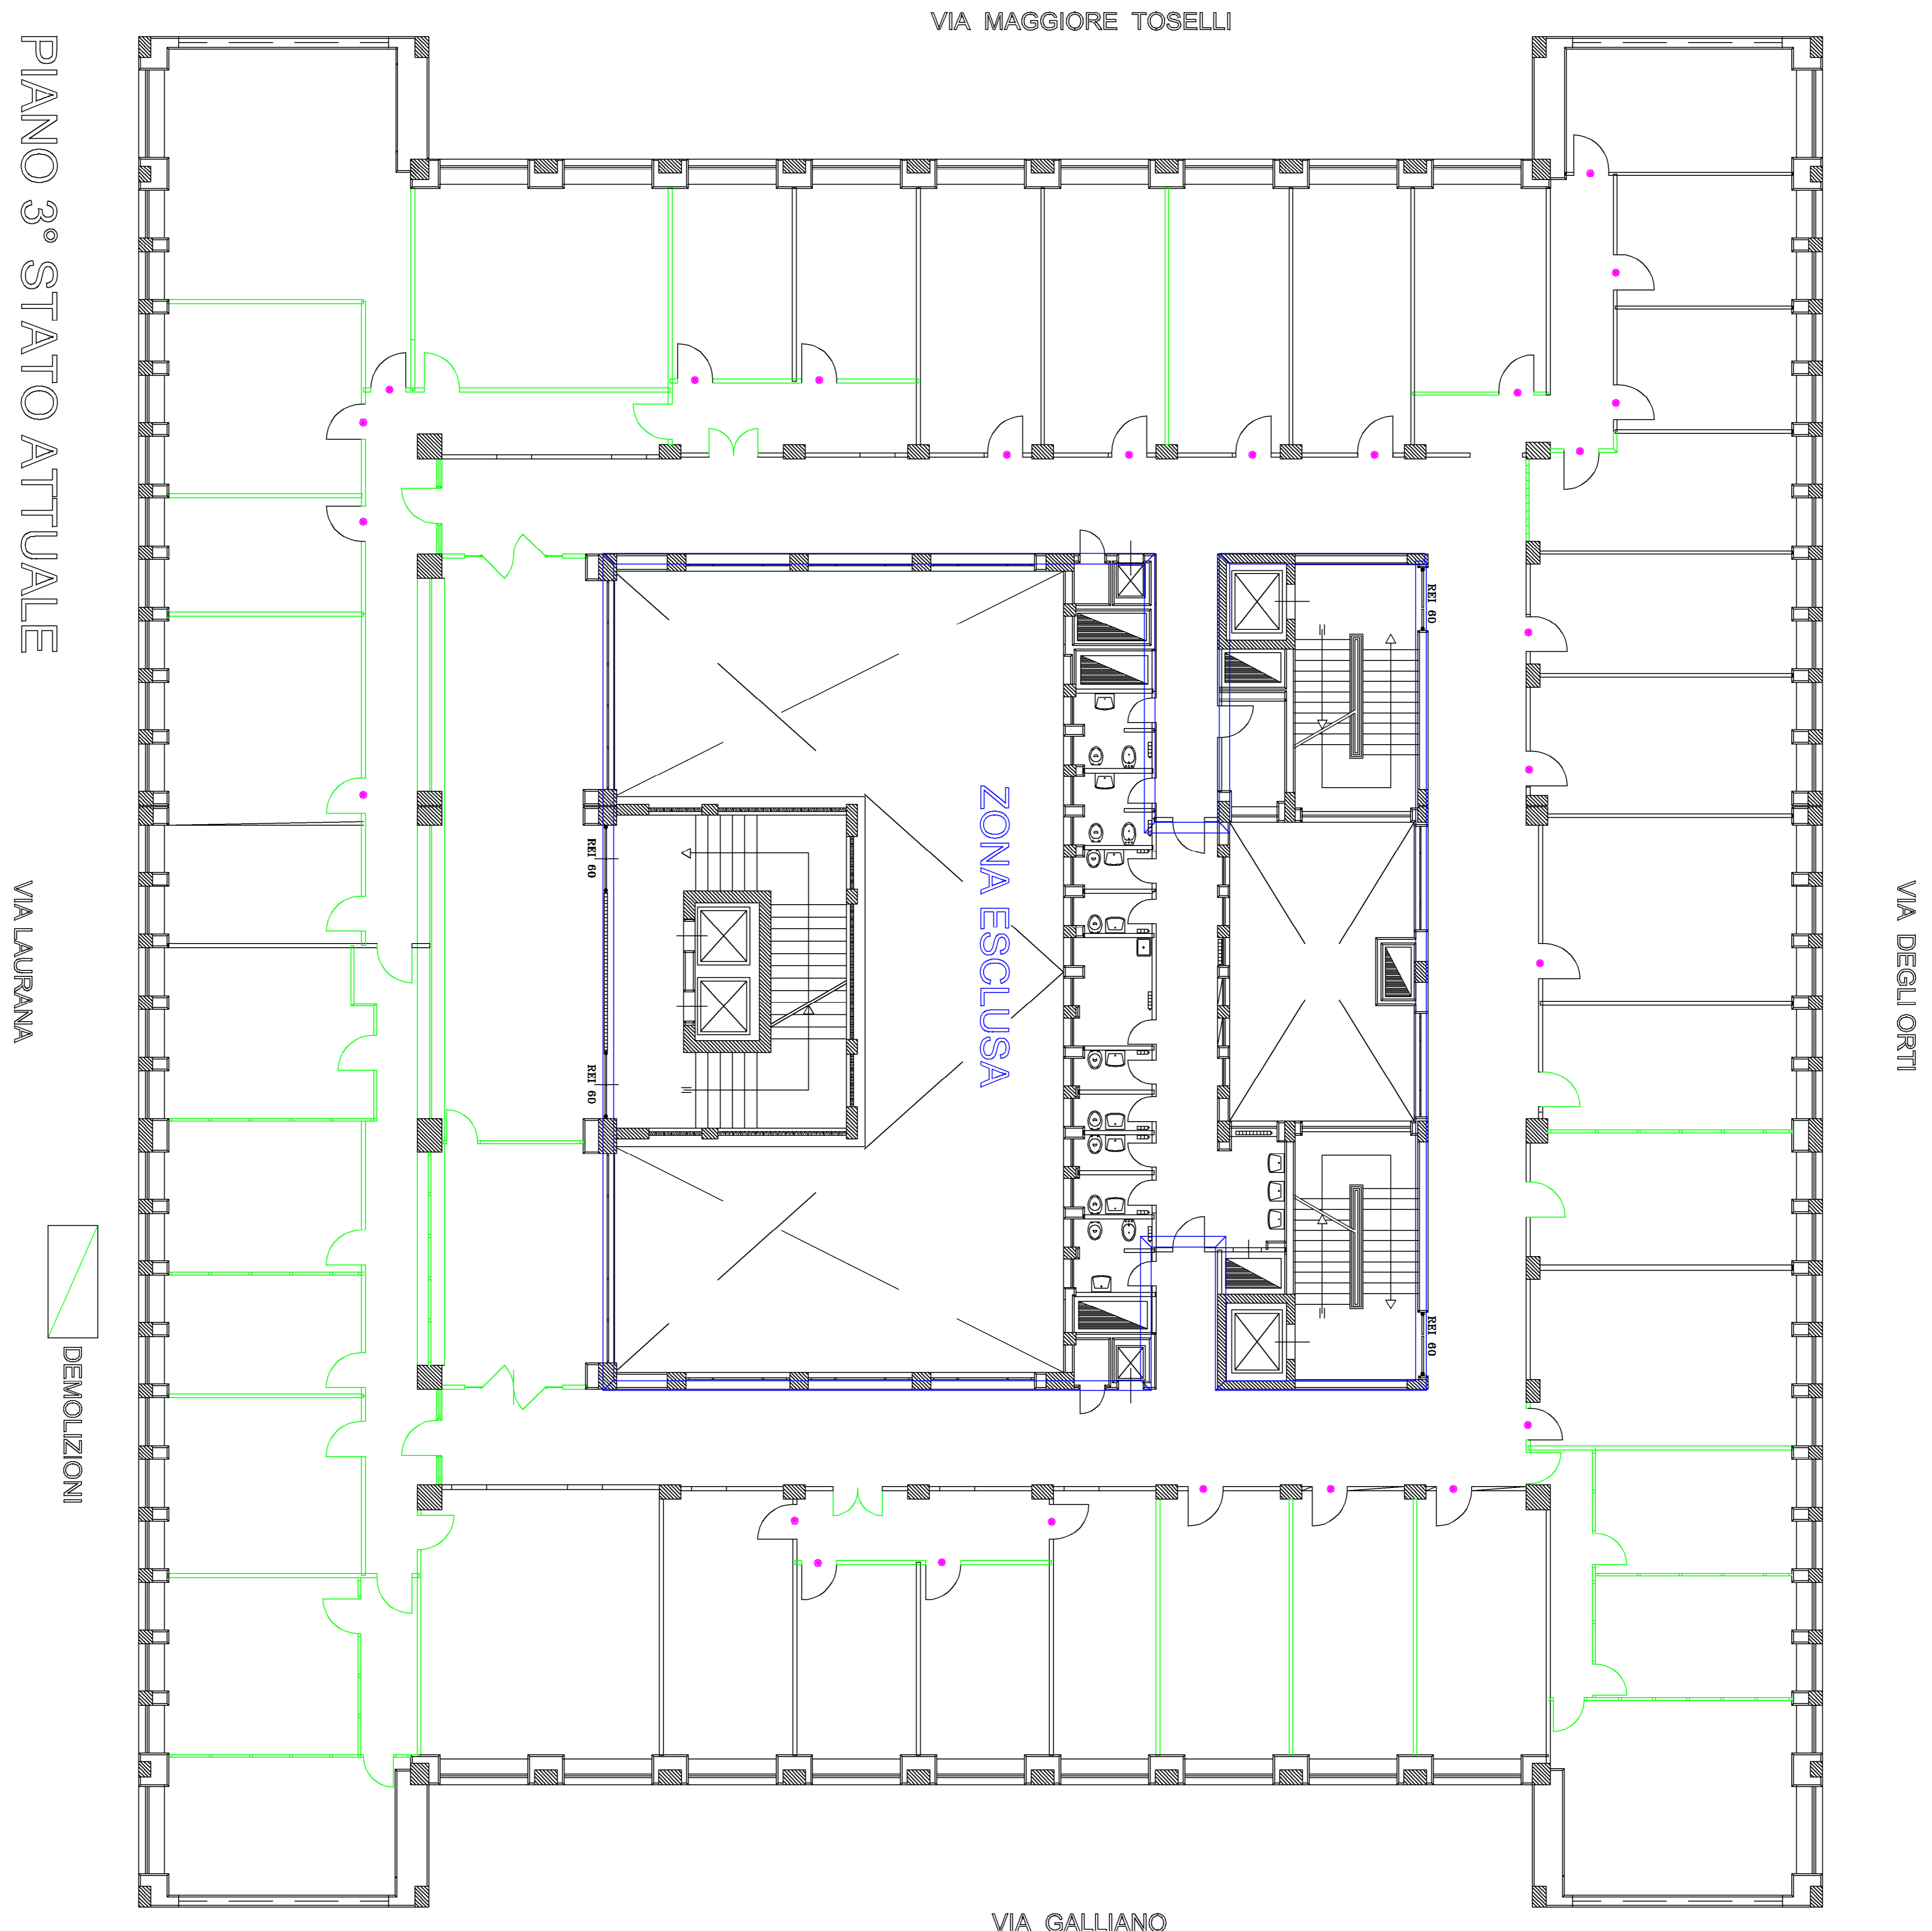 VIA MAGGIORE TOSELLI
PIANO 3° STATO ATTUALE
REI 60
ZONA ESCLUSA
REI 60
VIA LAURANA
VIA DEGLI ORTI
REI 60
REI 60
DEMOLIZIONI
VIA GALLIANO